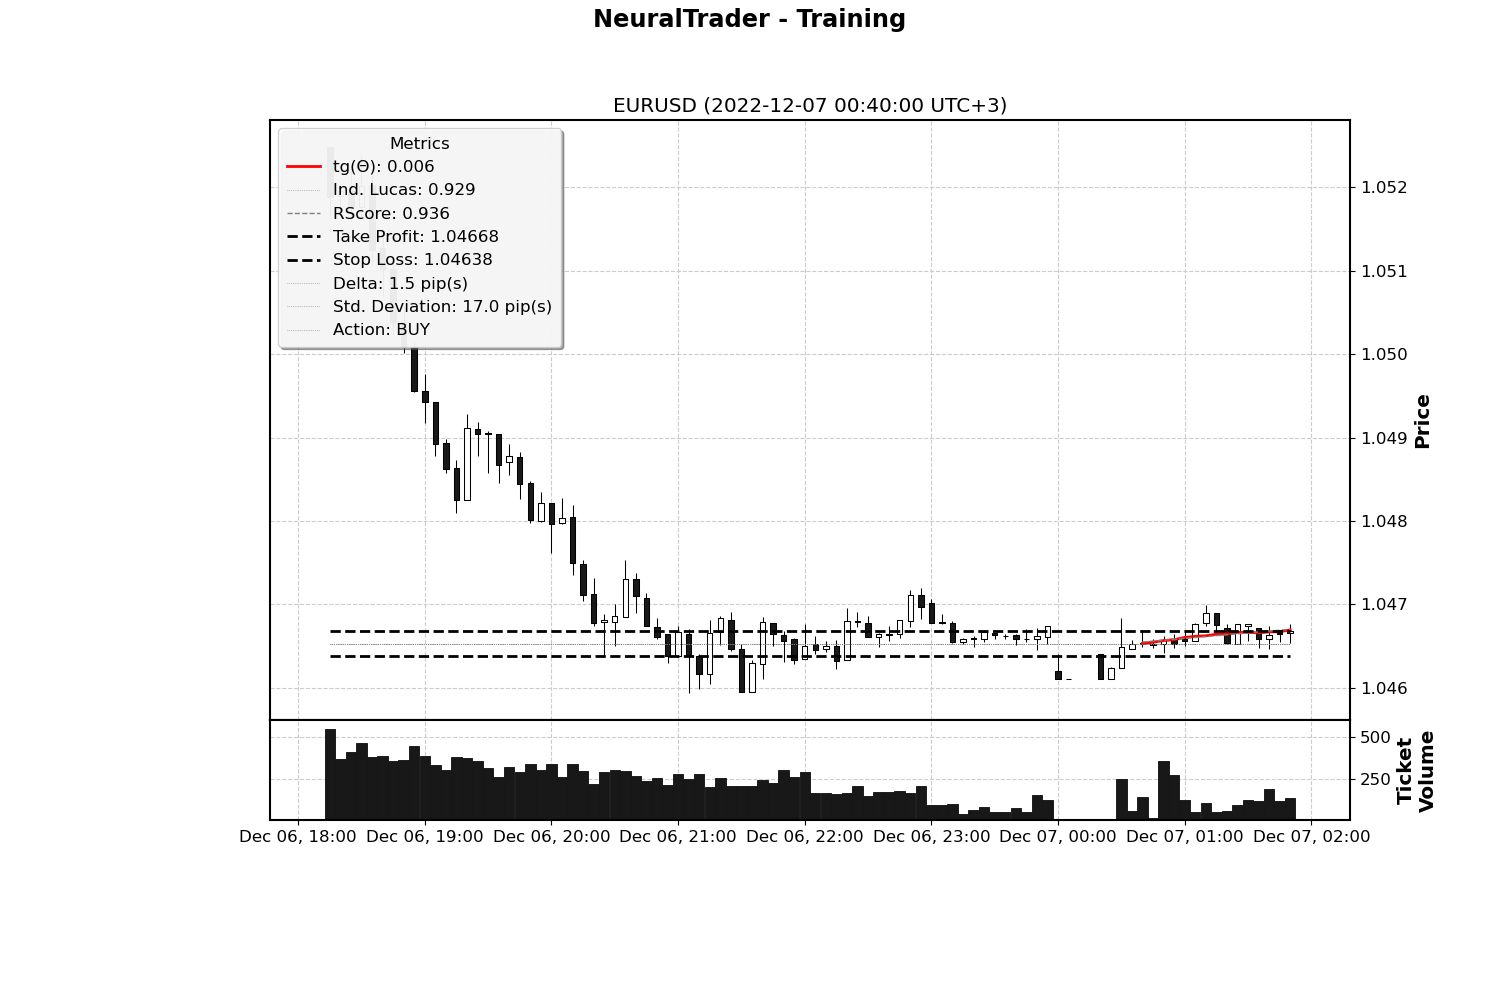 NeuralTrader - Training
EURUSD (2022-12-07 00:40:00 UTC+3)
Metrics
tg(Θ): 0.006
Ind. Lucas: 0.929
RScore: 0.936
Take Profit: 1.04668
Stop Loss: 1.04638
Delta: 1.5 pip(s)
Std. Deviation: 17.0 pip(s)
Action: BUY
1.052
1.051
1.050
1.049
1.048
1.047
1.046
Price
500
250
Ticket
Volume
Dec 06, 18:00 Dec 06, 19:00 Dec 06, 20:00 Dec 06, 21:00 Dec 06, 22:00 Dec 06, 23:00 Dec 07, 00:00 Dec 07, 01:00 Dec 07, 02:00